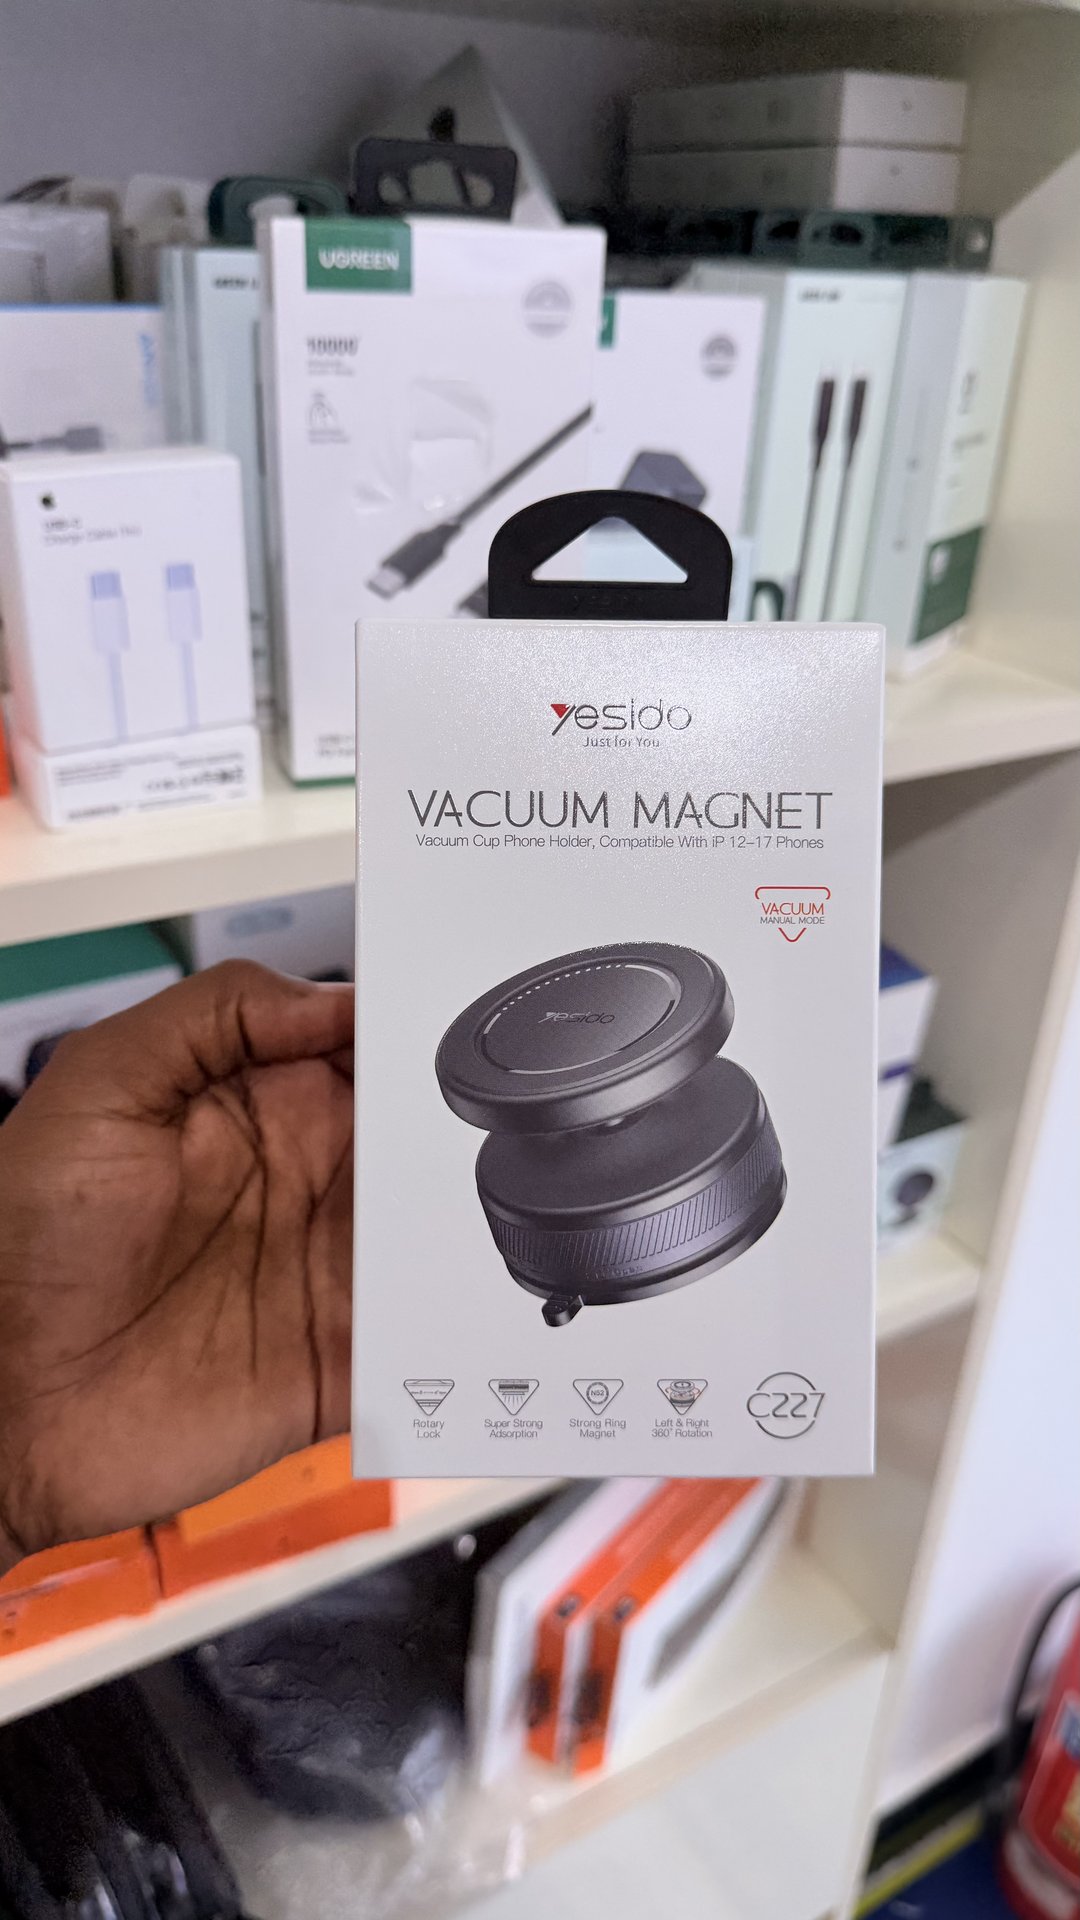 UGREEN
10000
USB-C
yesido
Just for You
VACUUM MAGNET
Vacuum Cup Phone Holder, Compatible With iP 12-17 Phones
VACUUM
MANUAL MODE
yesido
Rotary
Lock
Super Strong
Adsorption
N52
Strong Ring
Magnet
Left & Right
360° Rotation
C227